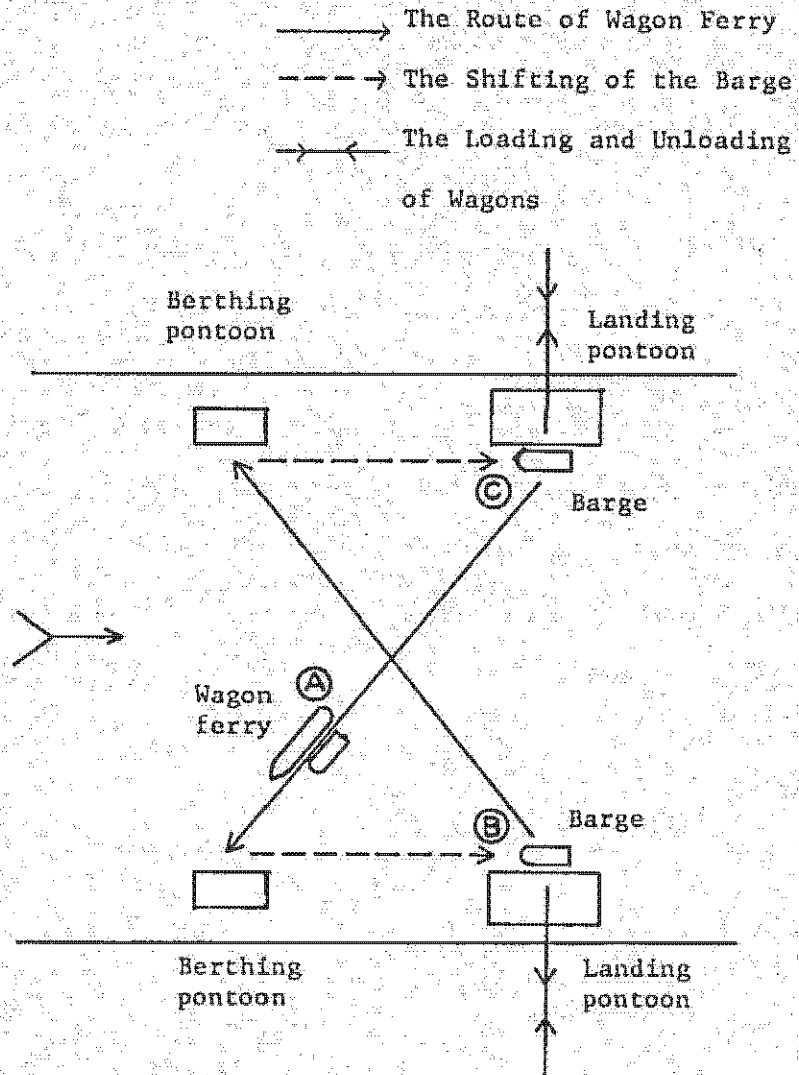 The Route of Wagon Ferry
The Shifting of the Barge
The Loading and Unloading
of Wagons
Berthing
pontoon
Landing
pontoon
Ⓒ
Barge
Ⓐ
Wagon
ferry
Ⓑ
Barge
Berthing
pontoon
Landing
pontoon